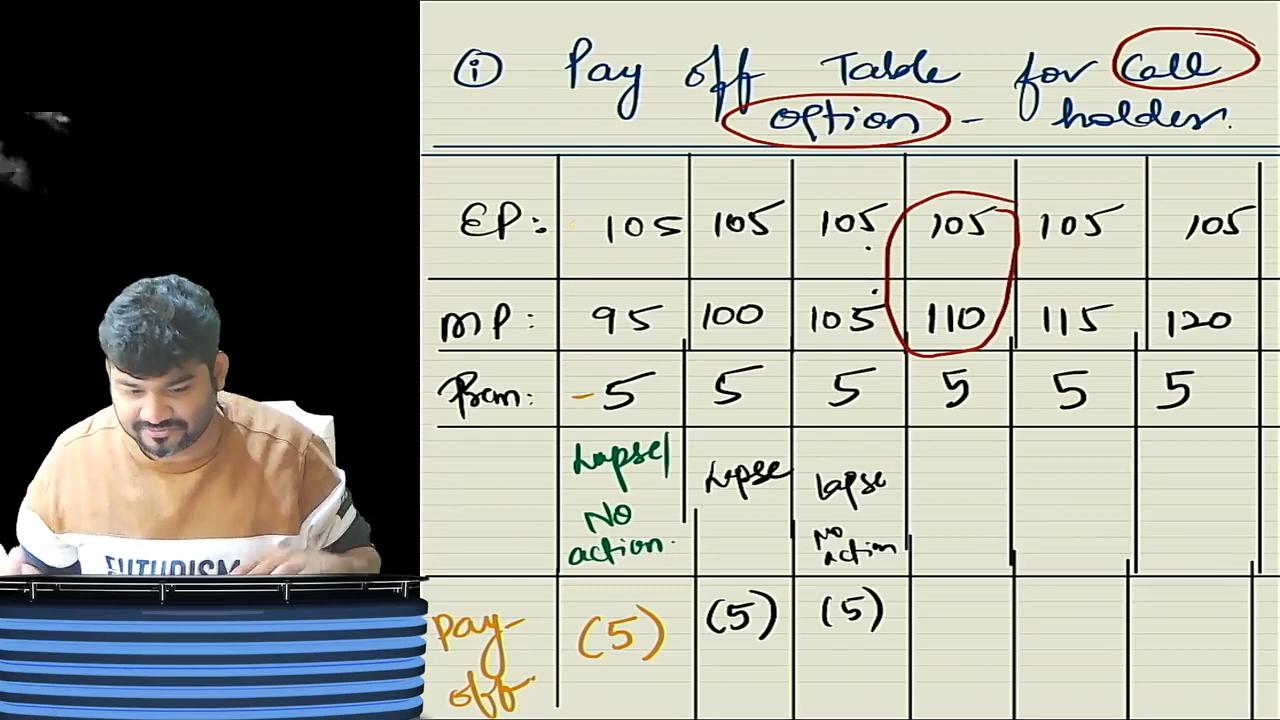 i Pay off Table for Call
option - holder.
EP: 105 105 105 105 105 105
MP: 95 100 105 110 115 120
Prem: -5 5 5 5 5 5
Lapse/ Lapse Lapse
No No
action. action
Pay- (5) (5) (5)
off
FUTURISM